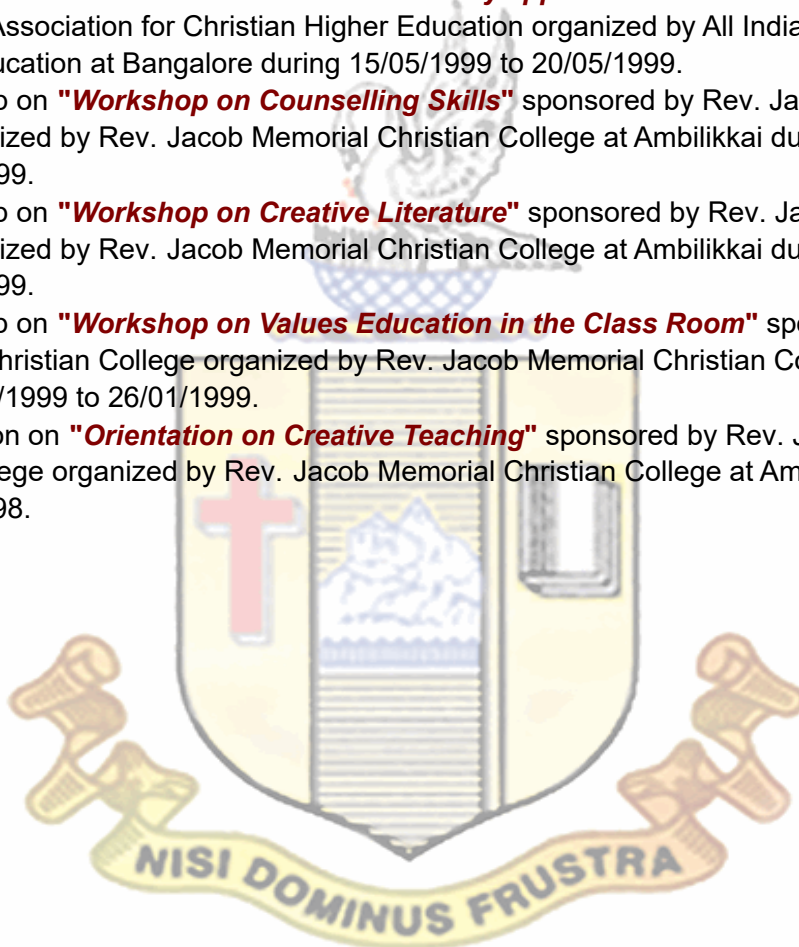 Association for Christian Higher Education organized by All India
ucation at Bangalore during 15/05/1999 to 20/05/1999.
o on "Workshop on Counselling Skills" sponsored by Rev. Ja
ized by Rev. Jacob Memorial Christian College at Ambilikkai du
99.
o on "Workshop on Creative Literature" sponsored by Rev. Ja
ized by Rev. Jacob Memorial Christian College at Ambilikkai du
99.
o on "Workshop on Values Education in the Class Room" spo
Christian College organized by Rev. Jacob Memorial Christian Co
/1999 to 26/01/1999.
on on "Orientation on Creative Teaching" sponsored by Rev. J
ege organized by Rev. Jacob Memorial Christian College at Am
98.
NISI DOMINUS FRUSTRA